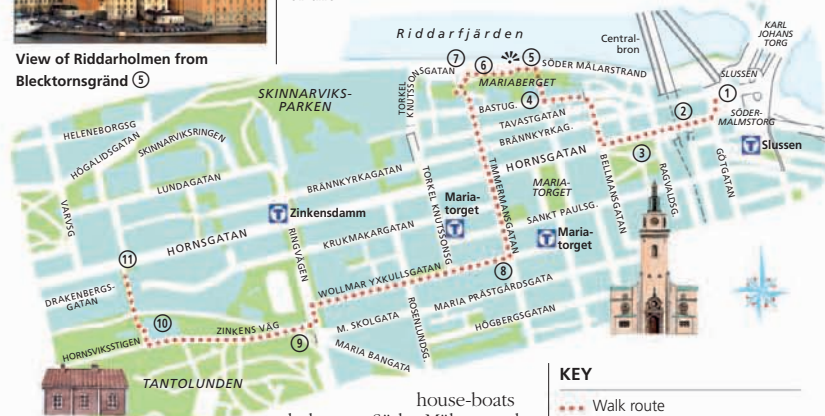 View of Riddarholmen from
Blecktornsgränd ⑤
Riddarfjärden
Central-
bron
KARL
JOHANS
TORG
⑦
⑥
⑤
SÖDER MÄLARSTRAND
SLUSSEN
①
SKINNARVIKS-
PARKEN
TORKEL
KNUTSSONSGATAN
MARIABERGET
BASTUG.
④
②
SÖDER-
MALMSTORG
TAVASTGATAN
BRÄNNKYRKAG.
HORNSGATAN
③
Slussen
HELENEBORGSG
HÖGALIDSGATAN
SKINNARVIKSRINGEN
LUNDAGATAN
BRÄNNKYRKAGATAN
VARVSG
HORNSGATAN
T Zinkensdamm
RINGVÄGEN
KRUKMAKARGATAN
TORKEL KNUTSSONSG
Maria-
torget
T
TIMMERMANSGATAN
MARIA-
TORGET
SANKT PAULSG.
T Maria-
torget
BELLMANSGATAN
RAGVALDSG.
GÖTGATAN
T
⑪
DRAKENBERGS-
GATAN
WOLLMAR YXKULLSGATAN
⑧
MARIA PRÄSTGÅRDSGATA
HÖGBERGSGATAN
⑩
ZINKENS VÄG
⑨
M. SKOLGATA
ROSENLUNDSG.
MARIA BANGATA
HORNSVIKSSTIGEN
TANTOLUNDEN
house-boats
KEY
Walk route